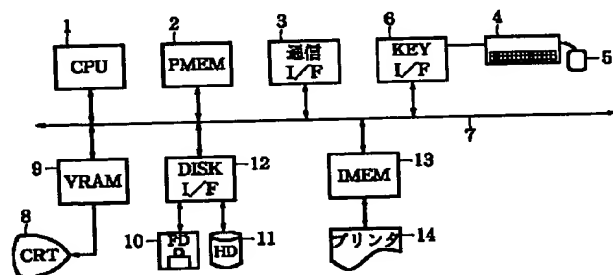 1
CPU
2
PMEM
3
通信
I/F
6
KEY
I/F
4
5
7
9
VRAM
DISK
I/F
12
IMEM
13
8
CRT
10
FD
HD
11
プリンタ
14